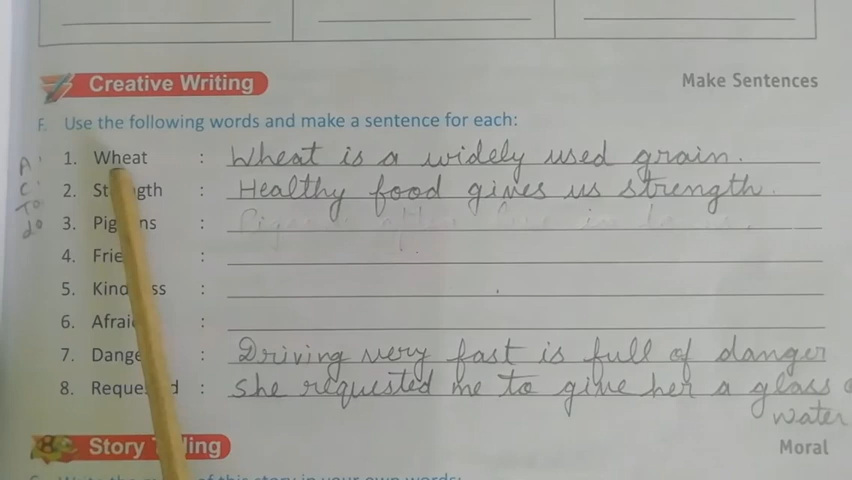 Creative Writing
Make Sentences
F. Use the following words and make a sentence for each:
1. Wheat : Wheat is a widely used grain.
2. St gth : Healthy food gives us strength.
3. Pig ns :
4. Frie :
5. Kind ss :
6. Afrai :
7. Dange : Driving very fast is full of danger
8. Reque d : She requested me to give her a glass
water
Story T ling
Moral